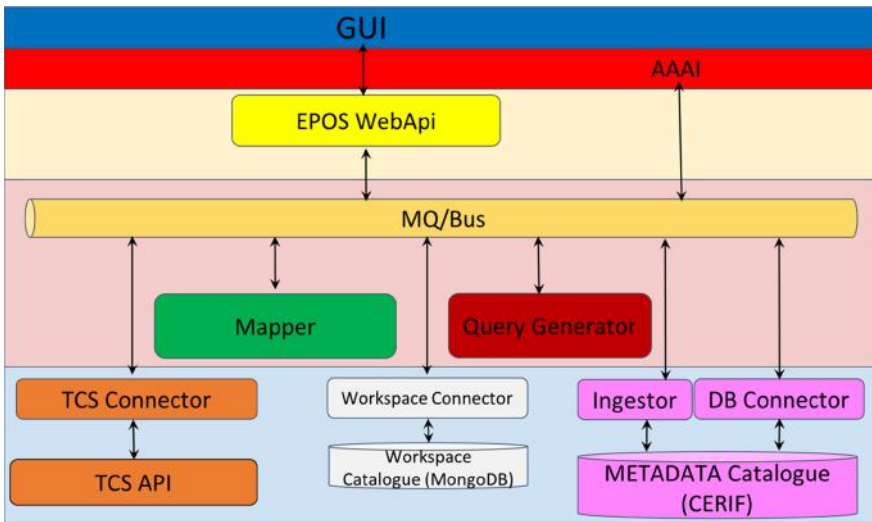 GUI
AAAI
EPOS WebApi
MQ/Bus
Mapper
Query Generator
TCS Connector
Workspace Connector
Ingestor
DB Connector
TCS API
Workspace
Catalogue (MongoDB)
METADATA Catalogue
(CERIF)